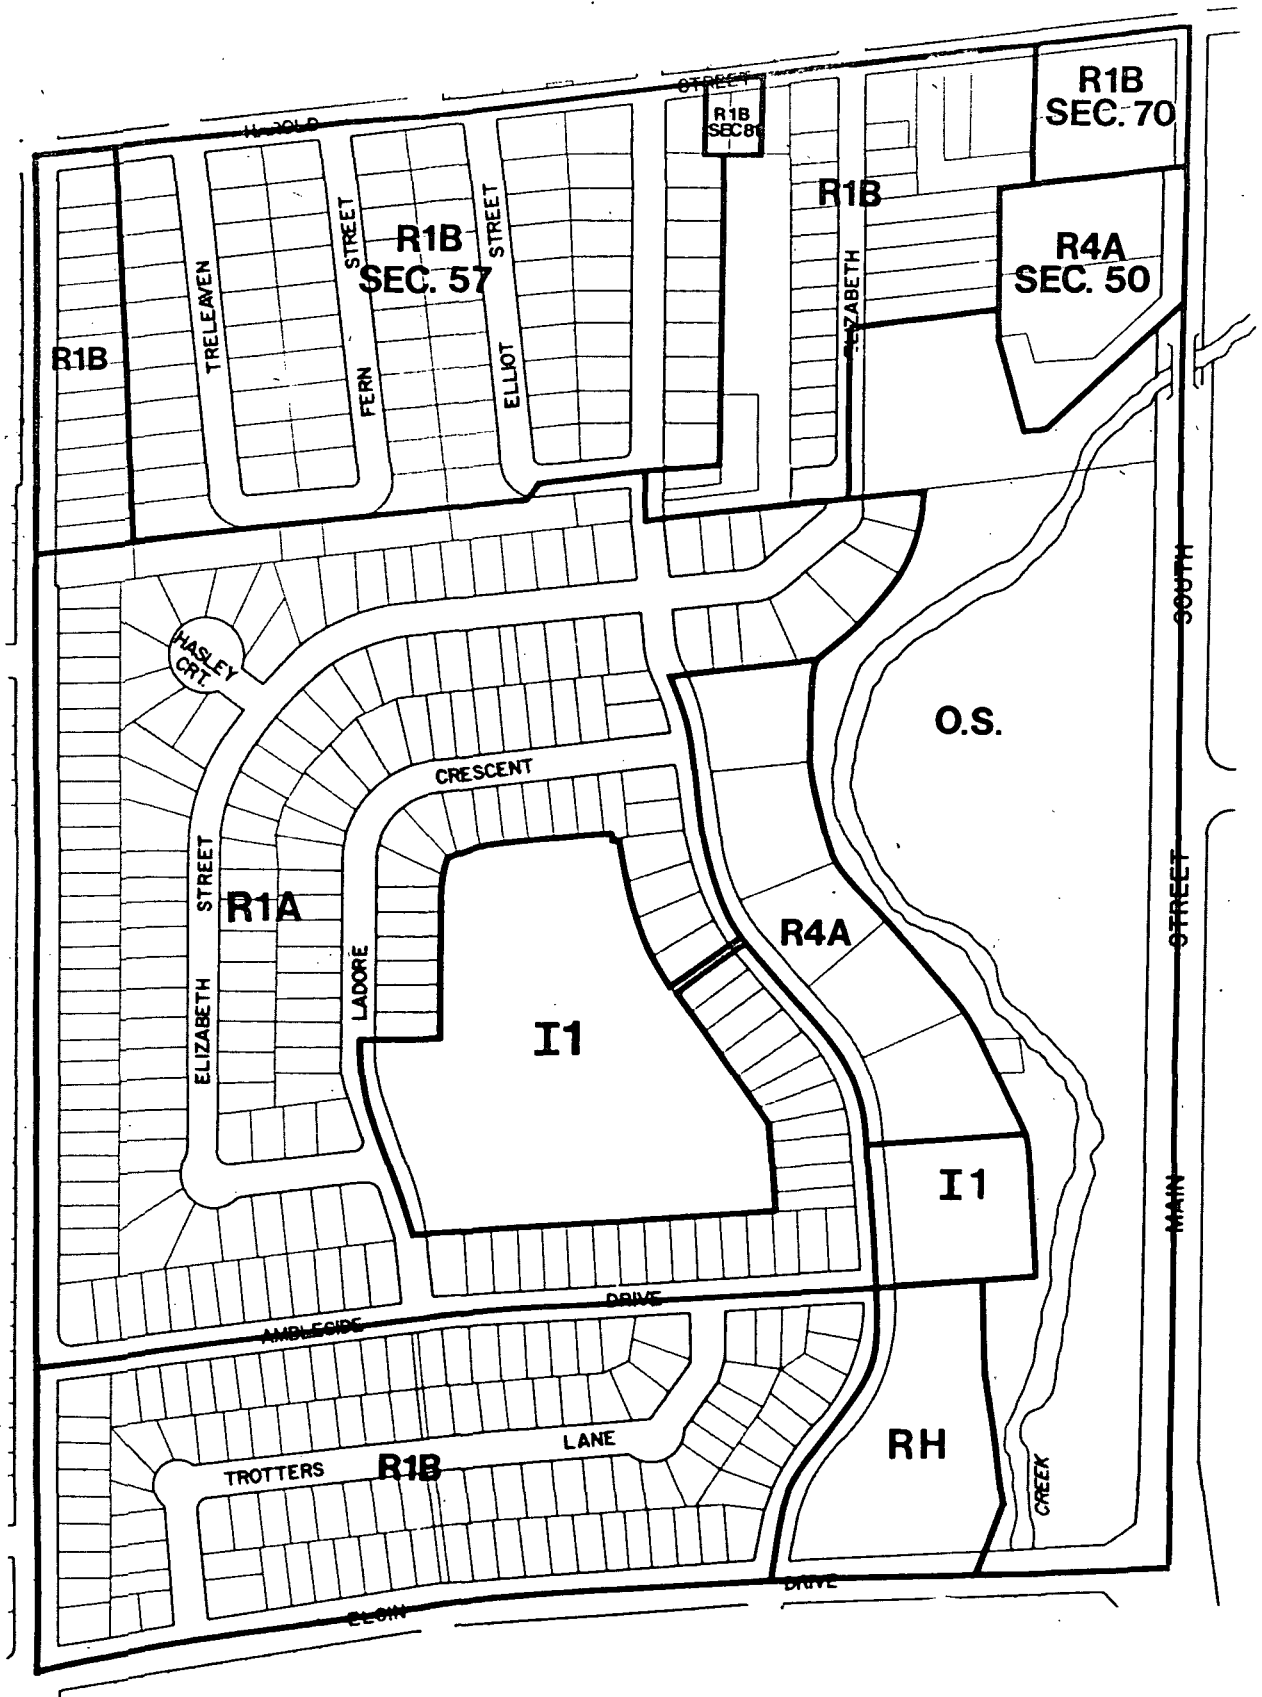 HAROLD
STREET
R1B
SEC. 70
R1B
SEC 81
R1B
R1B
SEC. 57
STREET
STREET
R4A
SEC. 50
ELIZABETH
TRELEAVEN
R1B
FERN
ELLIOT
SOUTH
HASLEY
CRT.
O.S.
CRESCENT
STREET
R1A
R4A
STREET
LADORE
ELIZABETH
I1
I1
MAIN
DRIVE
AMBLESIDE
LANE
RH
TROTTERS
R1B
CREEK
DRIVE
ELGIN